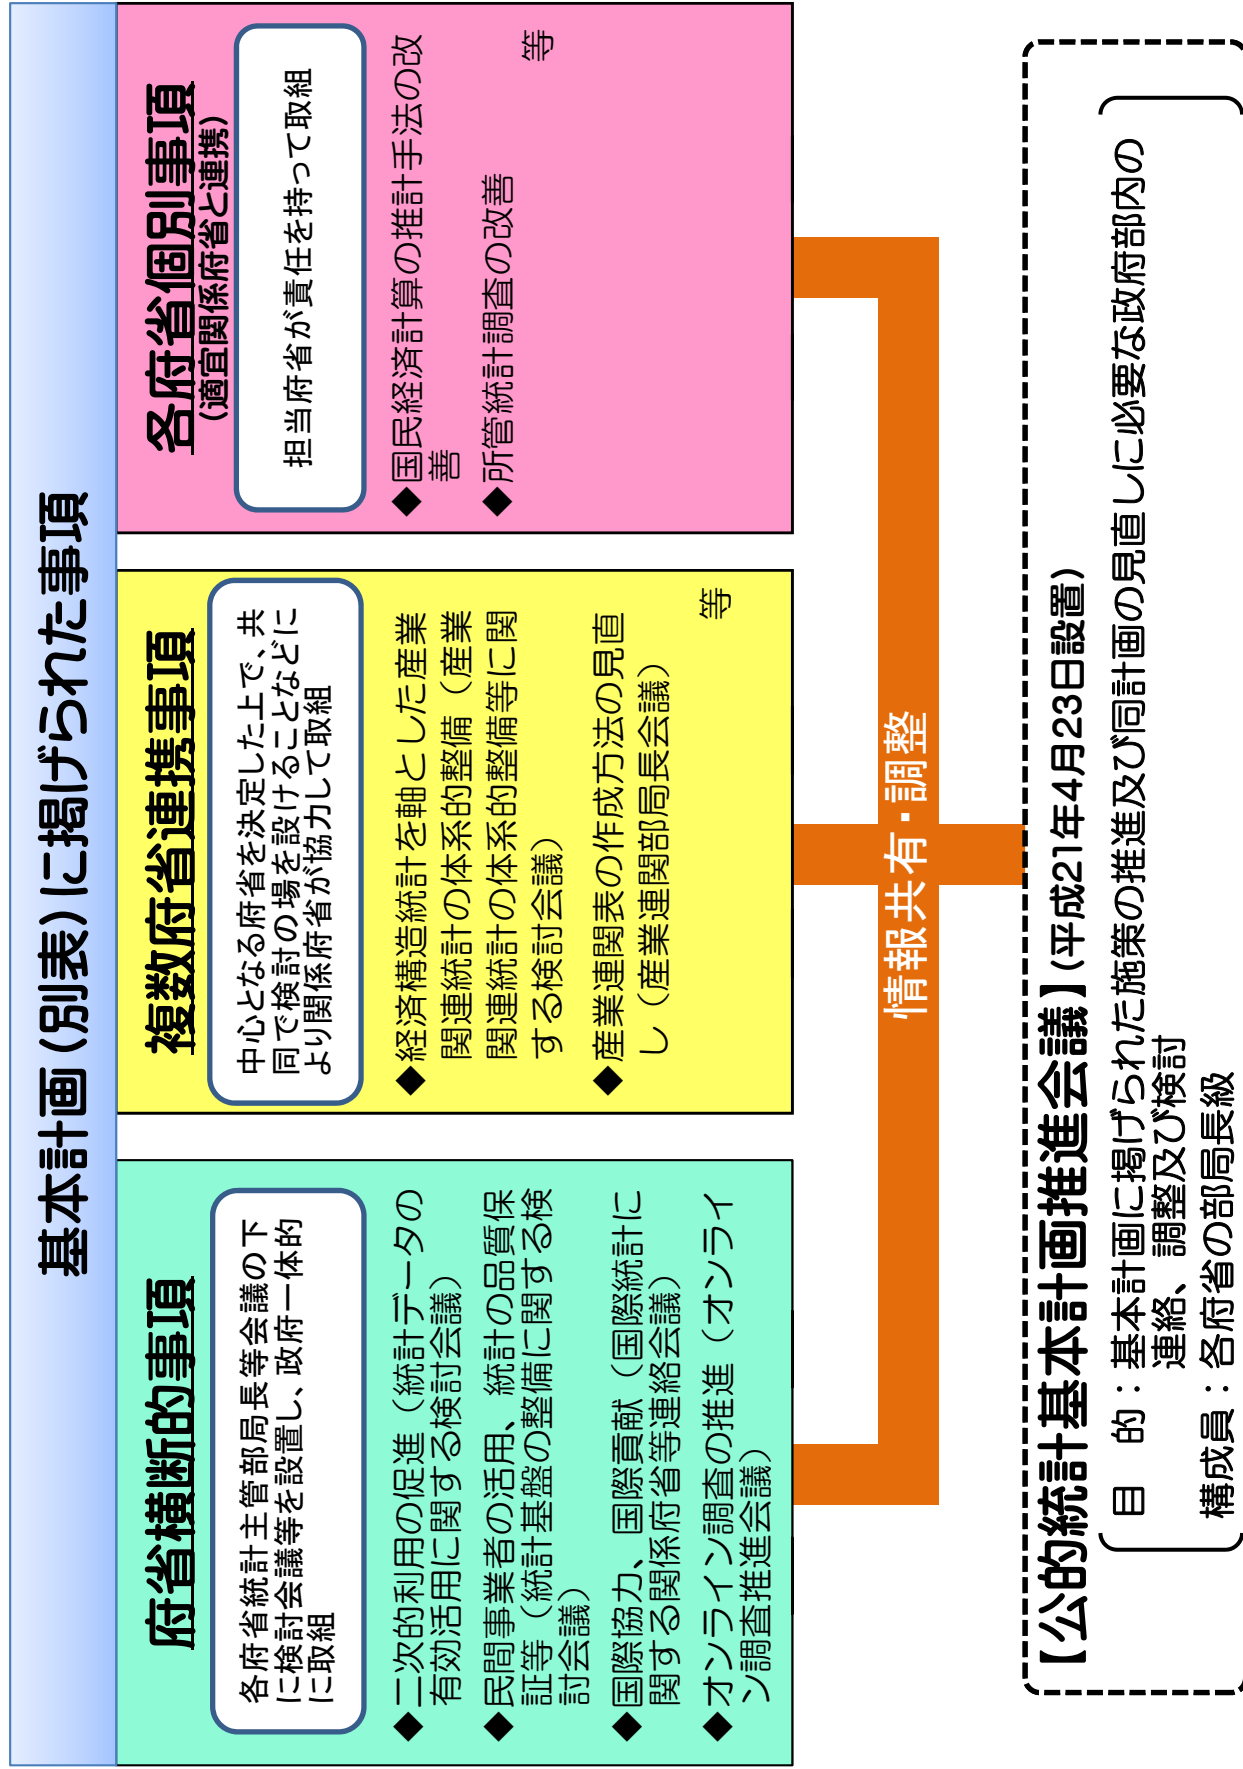 基本計画(別表)に掲げられた事項
府省横断的事項
各府省統計主管部局長等会議の下
に検討会議等を設置し、政府一体的
に取組
◆二次的利用の促進（統計データの
有効活用に関する検討会議）
◆民間事業者の活用、統計の品質保
証等（統計基盤の整備に関する検
討会議）
◆国際協力、国際貢献（国際統計に
関する関係府省等連絡会議）
◆オンライン調査の推進（オンライ
ン調査推進会議）
複数府省連携事項
中心となる府省を決定した上で、共
同で検討の場を設けることなどに
より関係府省が協力して取組
◆経済構造統計を軸とした産業
関連統計の体系的整備（産業
関連統計の体系的整備等に関
する検討会議）
◆産業連関表の作成方法の見直
し（産業連関部局長会議）
等
各府省個別事項
(適宜関係府省と連携)
担当府省が責任を持って取組
◆国民経済計算の推計手法の改
善
◆所管統計調査の改善
等
情報共有・調整
【公的統計基本計画推進会議】(平成21年4月23日設置)
目　的：基本計画に掲げられた施策の推進及び同計画の見直しに必要な政府部内の
連絡、調整及び検討
構成員：各府省の部局長級